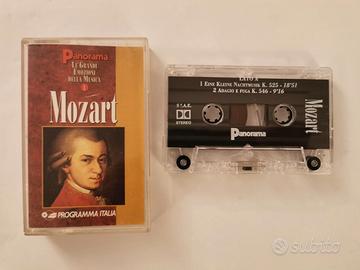 Panorama
LE GRANDI
EMOZIONI
DELLA MUSICA
1
Mozart
PROGRAMMA ITALIA
LATO A
1 EINE KLEINE NACHTMUSIK K. 525 - 18'51
2 ADAGIO E FUGA K. 546 - 9'16
S.I.A.E.
STEREO
Panorama
Mozart
subito